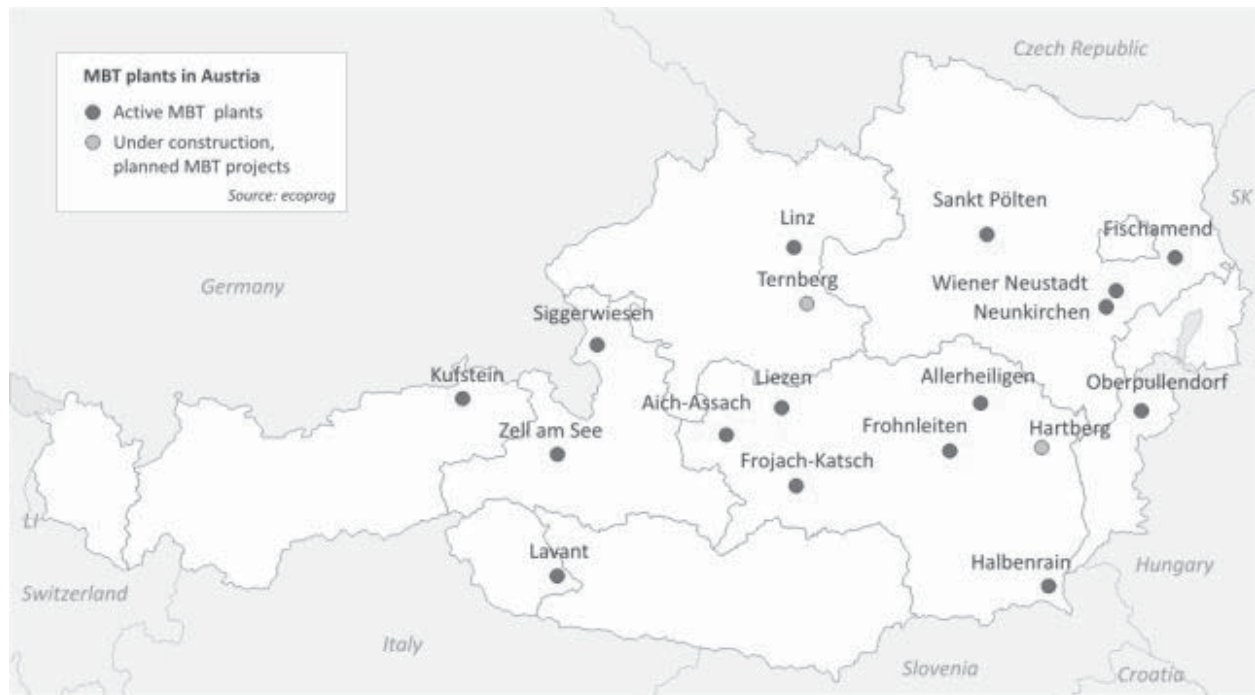 Czech Republic
MBT plants in Austria
Active MBT plants
Under construction,
planned MBT projects
Source: ecoprog
SK
Sankt Pölten
Linz
Fischamend
Germany
Ternberg
Wiener Neustadt
Neunkirchen
Siggerwiesen
Kufstein
Liezen
Allerheiligen
Oberpullendorf
Aich-Assach
Zell am See
Frohnleiten
Hartberg
Frojach-Katsch
LI
Lavant
Halbenrain
Hungary
Switzerland
Italy
Slovenia
Croatia